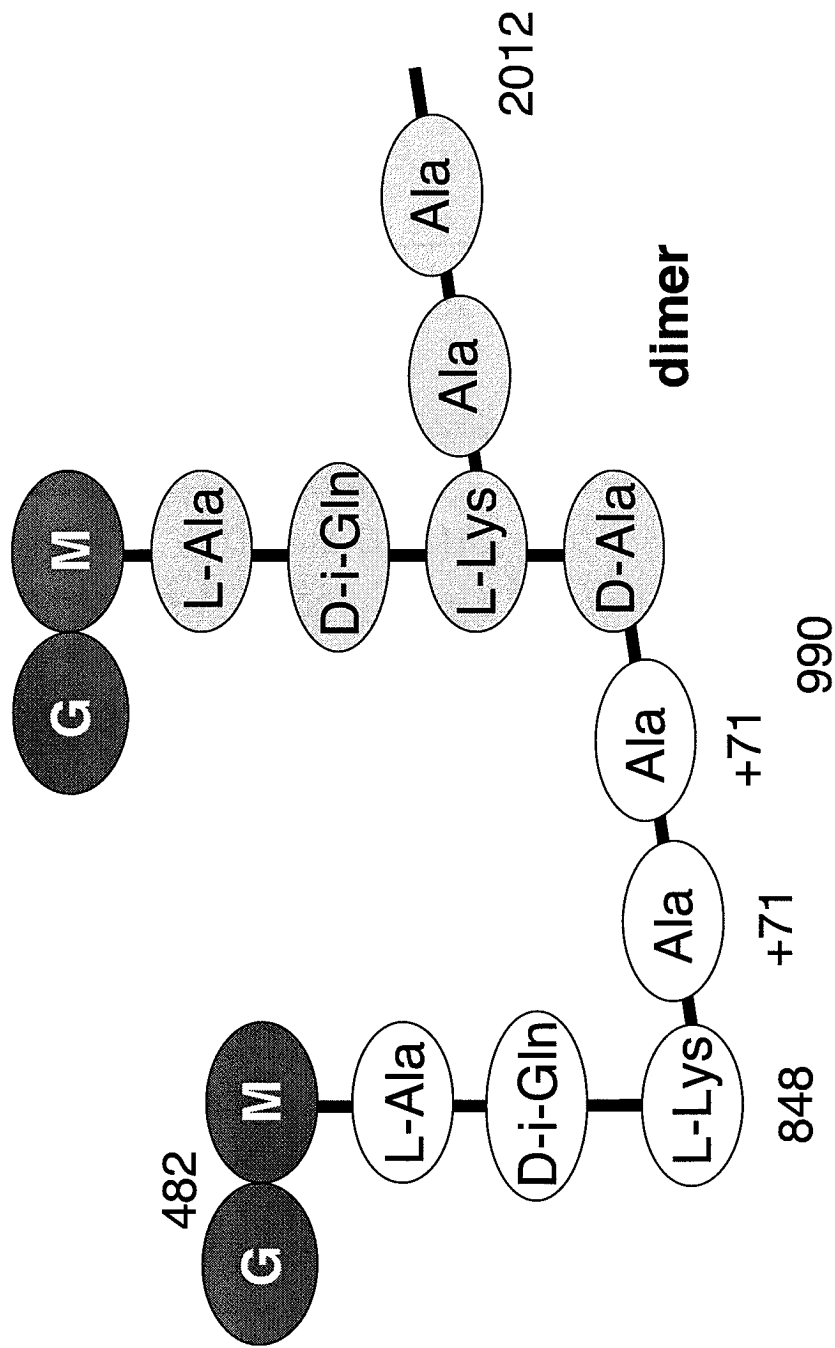 G
M
482
L-Ala
D-i-Gln
L-Lys
848
Ala
+71
Ala
+71
990
G
M
L-Ala
D-i-Gln
L-Lys
D-Ala
Ala
Ala
2012
dimer